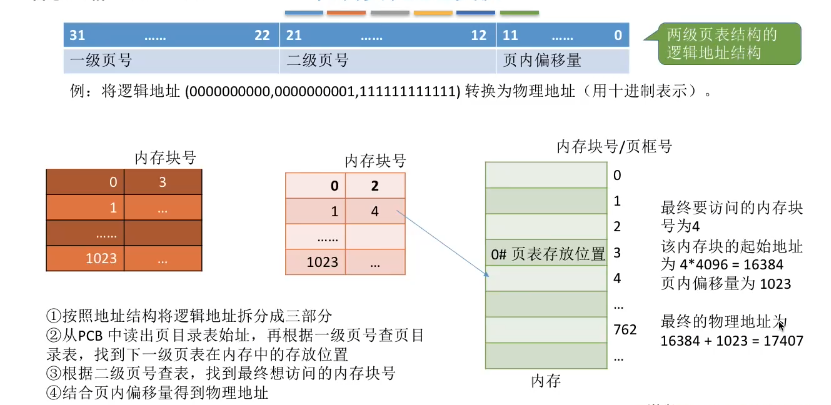 31 …… 22 21 …… 12 11 …… 0
一级页号 二级页号 页内偏移量
两级页表结构的
逻辑地址结构
例：将逻辑地址 (0000000000,0000000001,111111111111) 转换为物理地址（用十进制表示）。
内存块号
0 3
1 …
……
1023 …
内存块号
0 2
1 4
……
1023 …
内存块号/页框号
0
1
2
0# 页表存放位置 3
4
…
762
…
内存
最终要访问的内存块
号为4
该内存块的起始地址
为 4*4096 = 16384
页内偏移量为 1023
最终的物理地址为
16384 + 1023 = 17407
①按照地址结构将逻辑地址拆分成三部分
②从PCB 中读出页目录表始址，再根据一级页号查页目
录表，找到下一级页表在内存中的存放位置
③根据二级页号查表，找到最终想访问的内存块号
④结合页内偏移量得到物理地址